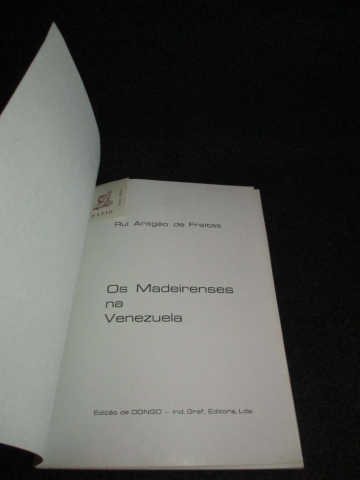 Rui Aragão de Freitas
Os Madeirenses
na
Venezuela
Edição de DONGO — Ind. Graf. Editora, Lda.